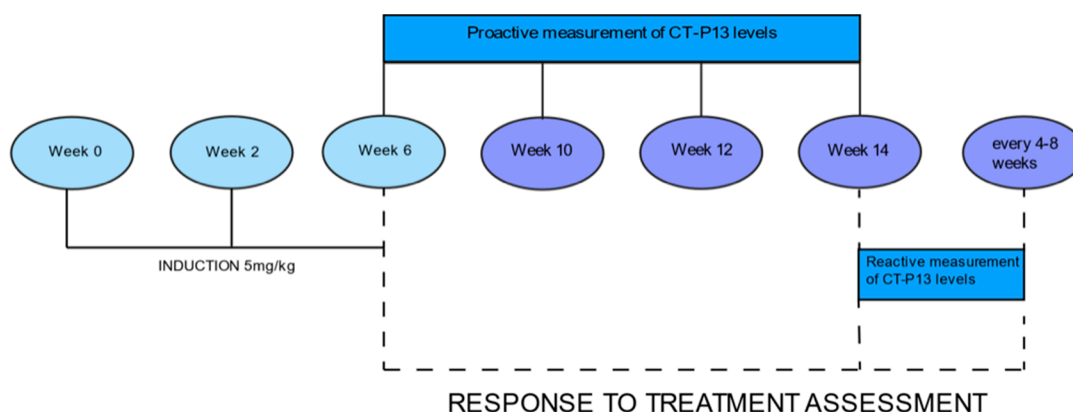 Proactive measurement of CT-P13 levels
Week 0
Week 2
Week 6
Week 10
Week 12
Week 14
every 4-8
weeks
INDUCTION 5mg/kg
Reactive measurement
of CT-P13 levels
RESPONSE TO TREATMENT ASSESSMENT